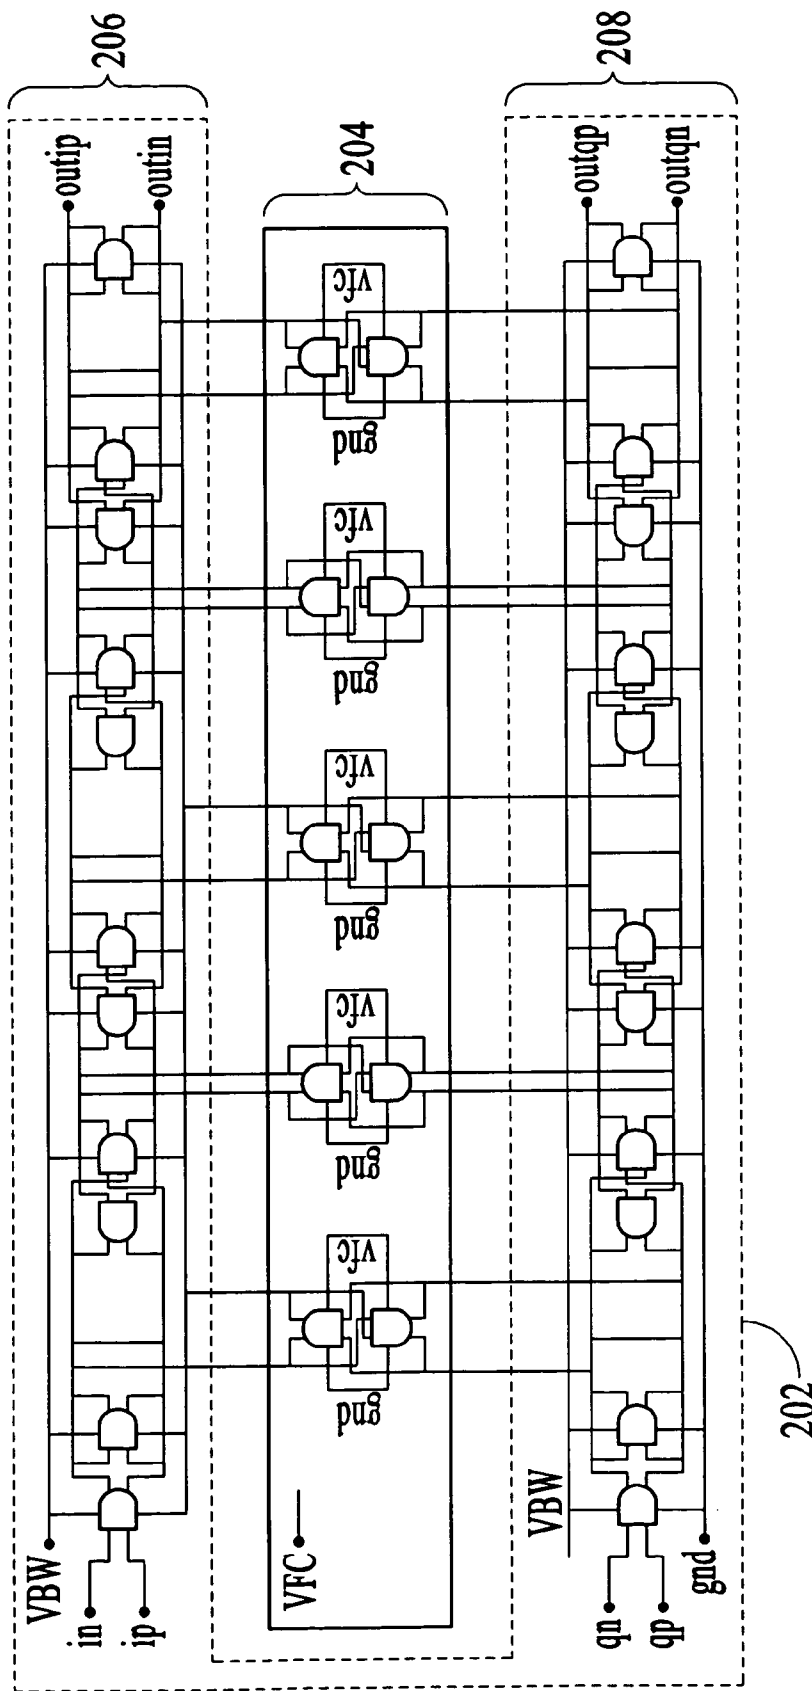 206
VBW
in
ip
outip
outin
204
VFC
gnd
vfc
gnd
vfc
gnd
vfc
gnd
vfc
gnd
vfc
208
VBW
qn
qp
gnd
outqp
outqn
202